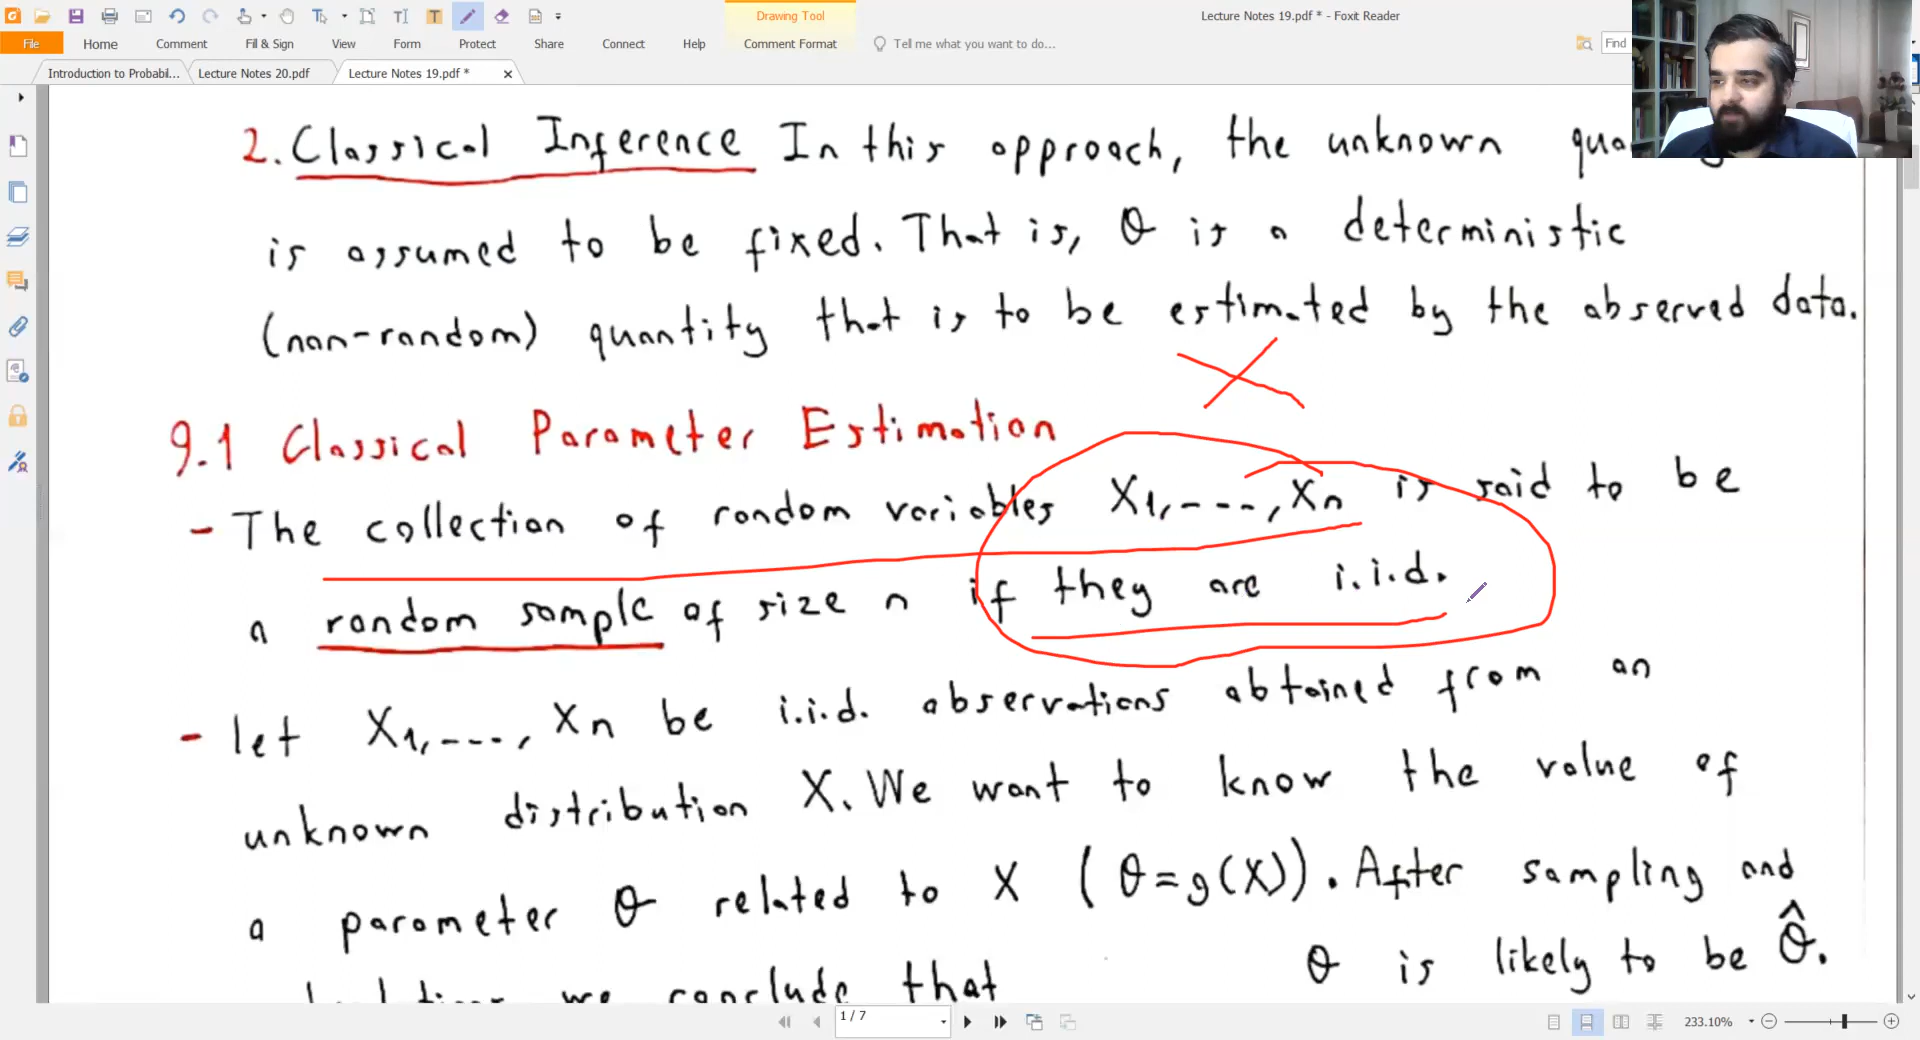 Drawing Tool
Lecture Notes 19.pdf * - Foxit Reader
File
Home
Comment
Fill & Sign
View
Form
Protect
Share
Connect
Help
Comment Format
Tell me what you want to do...
Find
Introduction to Probabil...
Lecture Notes 20.pdf
Lecture Notes 19.pdf *
2. Classical Inference In this approach, the unknown
is assumed to be fixed. That is, θ is a deterministic
(non-random) quantity that is to be estimated by the observed data.
9.1 Classical Parameter Estimation
- The collection of random variables X1,----,Xn is said to be
a random sample of size n if they are i.i.d.
- let X1,----, Xn be i.i.d. observations obtained from an
unknown distribution X. We want to know the value of
a parameter θ related to X (θ=g(X)). After sampling and
we conclude that θ is likely to be θ̂.
X
1 / 7
233.10%